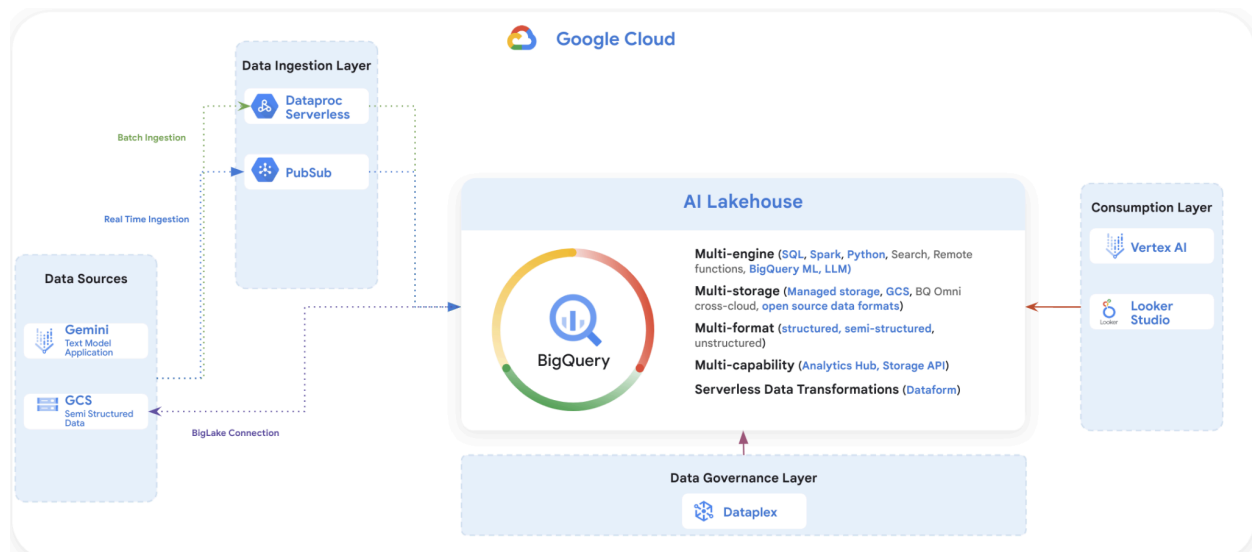 Google Cloud
Data Ingestion Layer
Dataproc
Serverless
PubSub
Batch Ingestion
Real Time Ingestion
Data Sources
Gemini
Text Model
Application
GCS
Semi Structured
Data
BigLake Connection
AI Lakehouse
BigQuery
Multi-engine (SQL, Spark, Python, Search, Remote
functions, BigQuery ML, LLM)
Multi-storage (Managed storage, GCS, BQ Omni
cross-cloud, open source data formats)
Multi-format (structured, semi-structured,
unstructured)
Multi-capability (Analytics Hub, Storage API)
Serverless Data Transformations (Dataform)
Consumption Layer
Vertex AI
Looker
Looker
Studio
Data Governance Layer
Dataplex